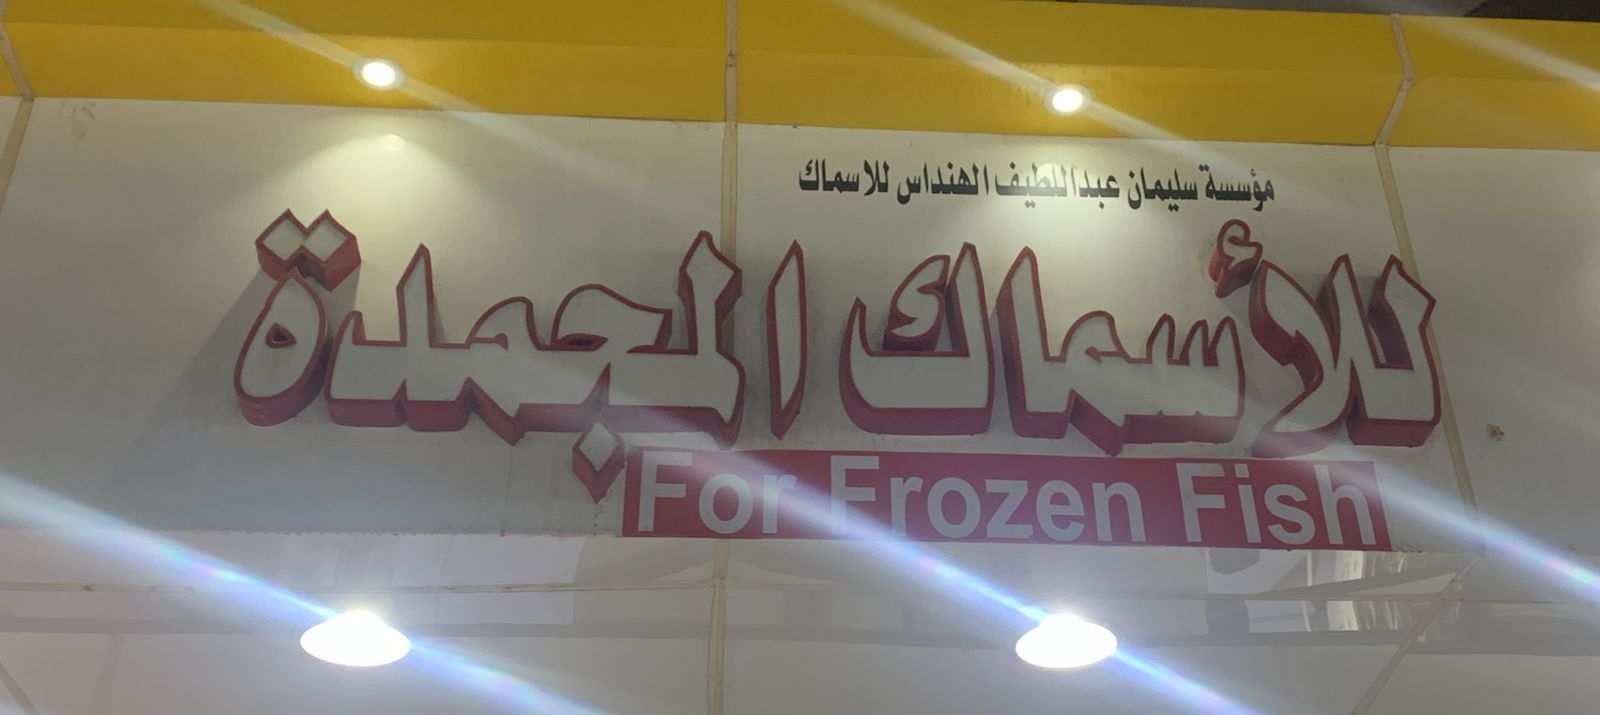 مؤسسة سليمان عبداللطيف الهنداس للاسماك
للأسماك المجمدة
For Frozen Fish